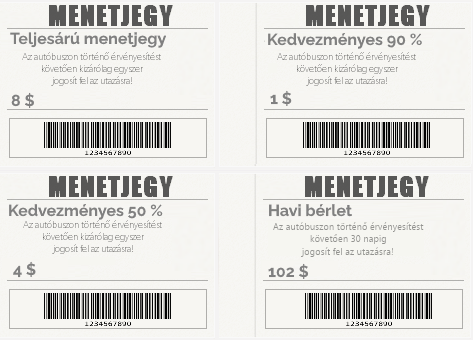 MENETJEGY
Teljesárú menetjegy
Az autóbuszon történő érvényesítést
követően kizárólag egyszer
jogosít fel az utazásra!
8 $
1234567890
MENETJEGY
Kedvezményes 90 %
Az autóbuszon történő érvényesítést
követően kizárólag egyszer
jogosít fel az utazásra!
1 $
1234567890
MENETJEGY
Kedvezményes 50 %
Az autóbuszon történő érvényesítést
követően kizárólag egyszer
jogosít fel az utazásra!
4 $
1234567890
MENETJEGY
Havi bérlet
Az autóbuszon történő érvényesítést
követően 30 napig
jogosít fel az utazásra!
102 $
1234567890